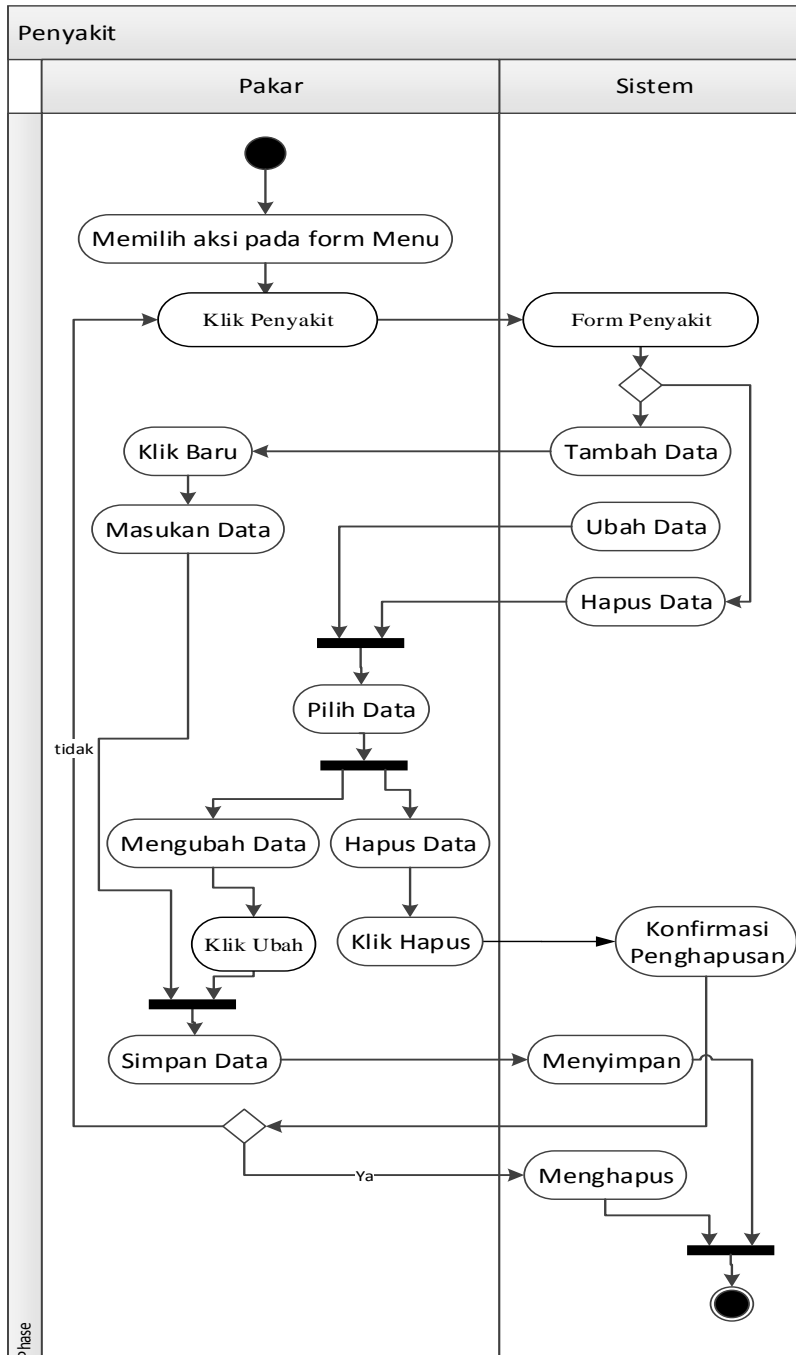 Penyakit
Pakar
Sistem
Memilih aksi pada form Menu
Klik Penyakit
Form Penyakit
Klik Baru
Tambah Data
Masukan Data
Ubah Data
Hapus Data
Pilih Data
tidak
Mengubah Data
Hapus Data
Klik Ubah
Klik Hapus
Konfirmasi
Penghapusan
Simpan Data
Menyimpan
Ya
Menghapus
Phase